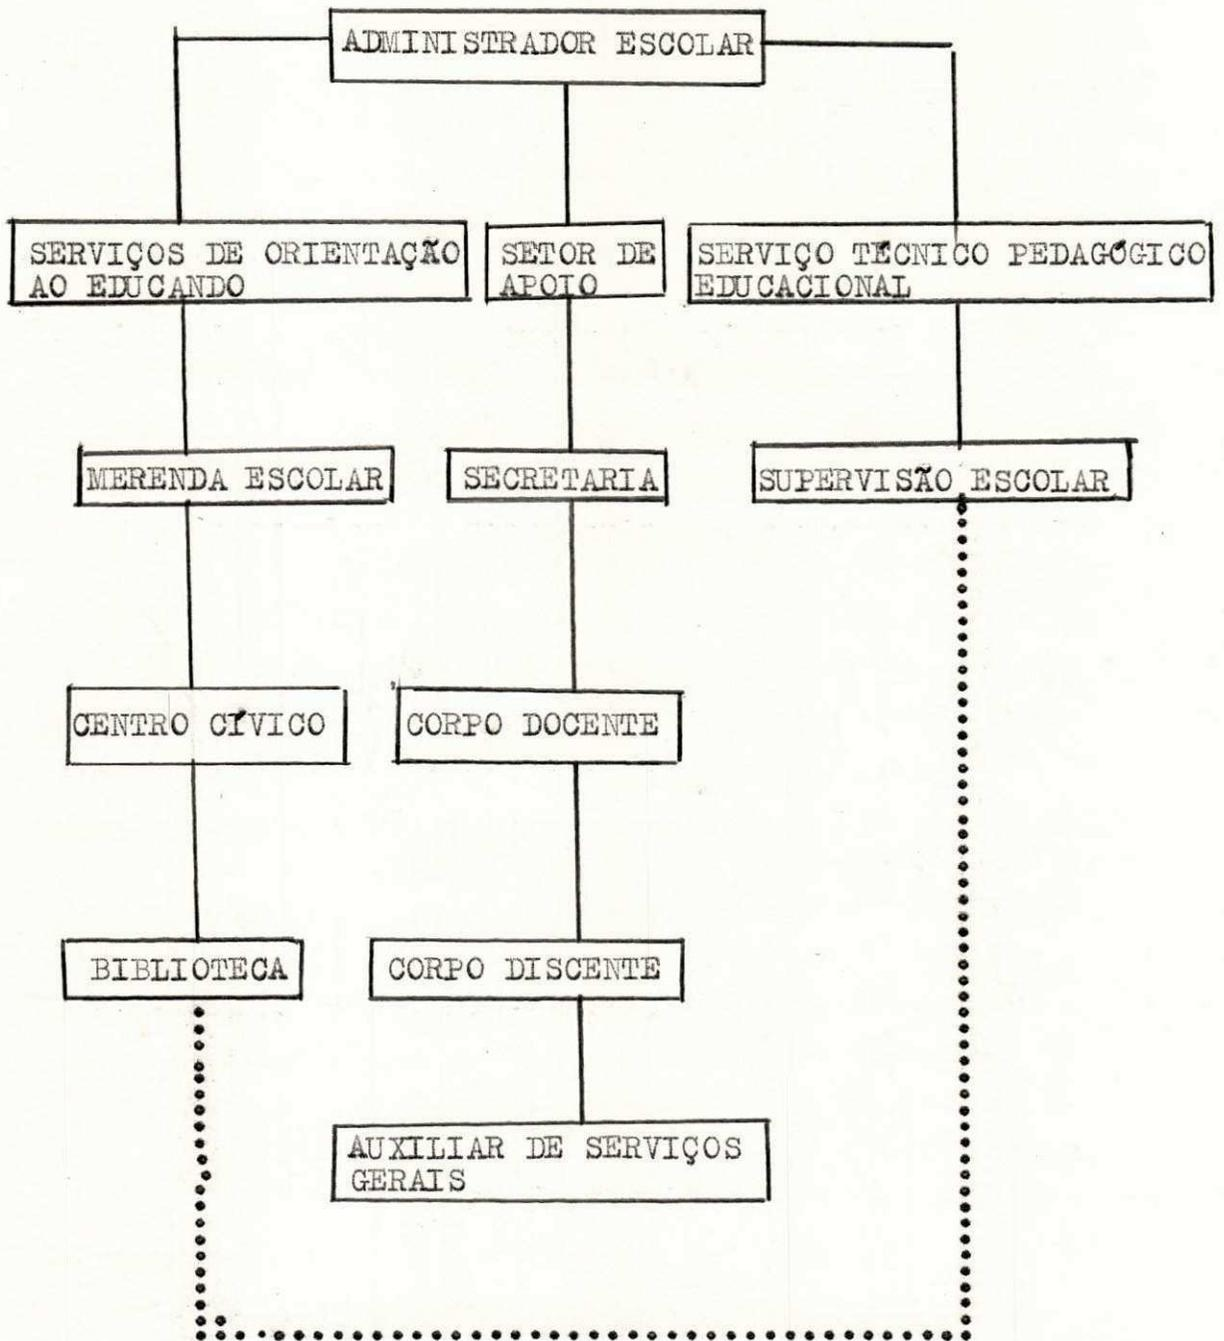 ADMINISTRADOR ESCOLAR
SERVIÇOS DE ORIENTAÇÃO
AO EDUCANDO
SETOR DE
APOIO
SERVIÇO TÉCNICO PEDAGÓGICO
EDUCACIONAL
MERENDA ESCOLAR
SECRETARIA
SUPERVISÃO ESCOLAR
CENTRO CÍVICO
CORPO DOCENTE
BIBLIOTECA
CORPO DISCENTE
AUXILIAR DE SERVIÇOS
GERAIS